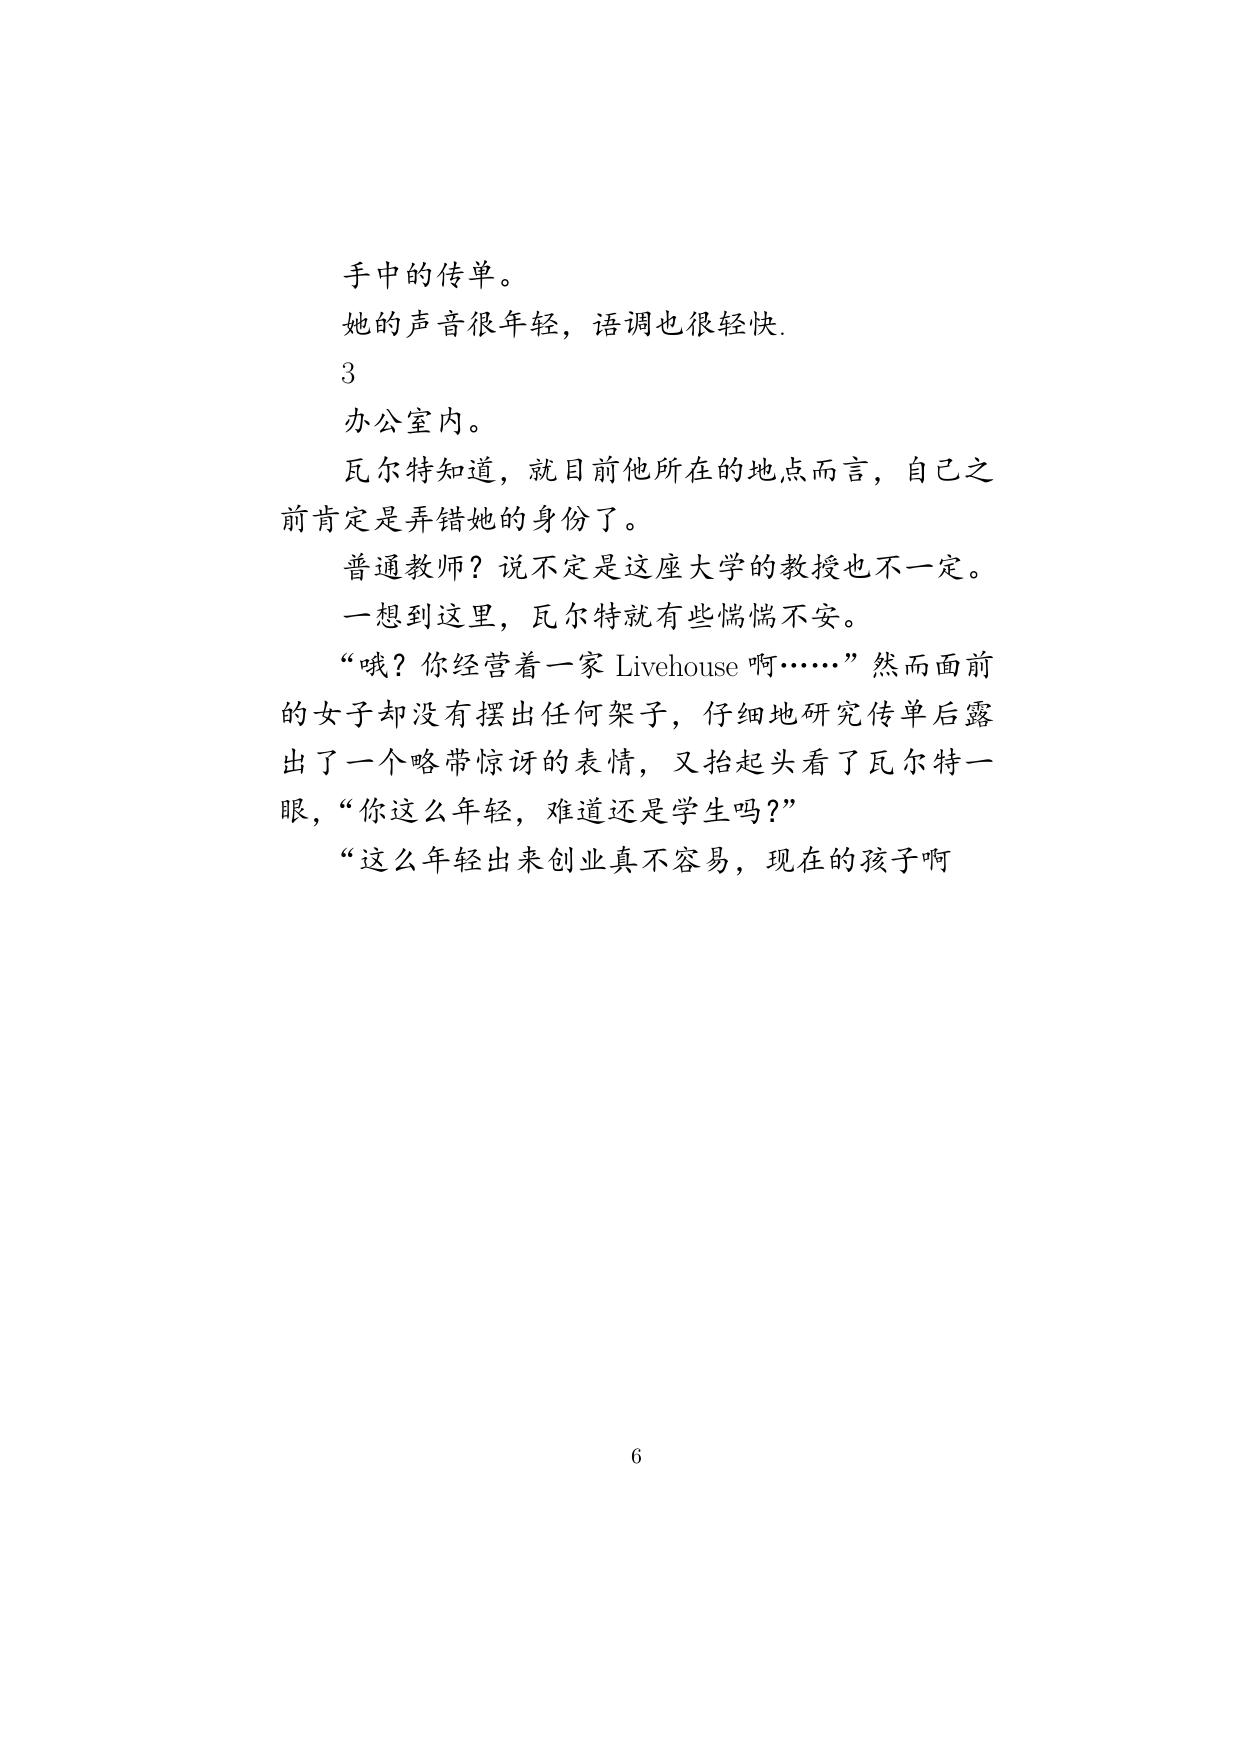 手中的传单。
她的声音很年轻，语调也很轻快.
3
办公室内。
瓦尔特知道，就目前他所在的地点而言，自己之
前肯定是弄错她的身份了。
普通教师？说不定是这座大学的教授也不一定。
一想到这里，瓦尔特就有些惴惴不安。
“哦？你经营着一家 Livehouse 啊……”然而面前
的女子却没有摆出任何架子，仔细地研究传单后露
出了一个略带惊讶的表情，又抬起头看了瓦尔特一
眼，“你这么年轻，难道还是学生吗？”
“这么年轻出来创业真不容易，现在的孩子啊
6